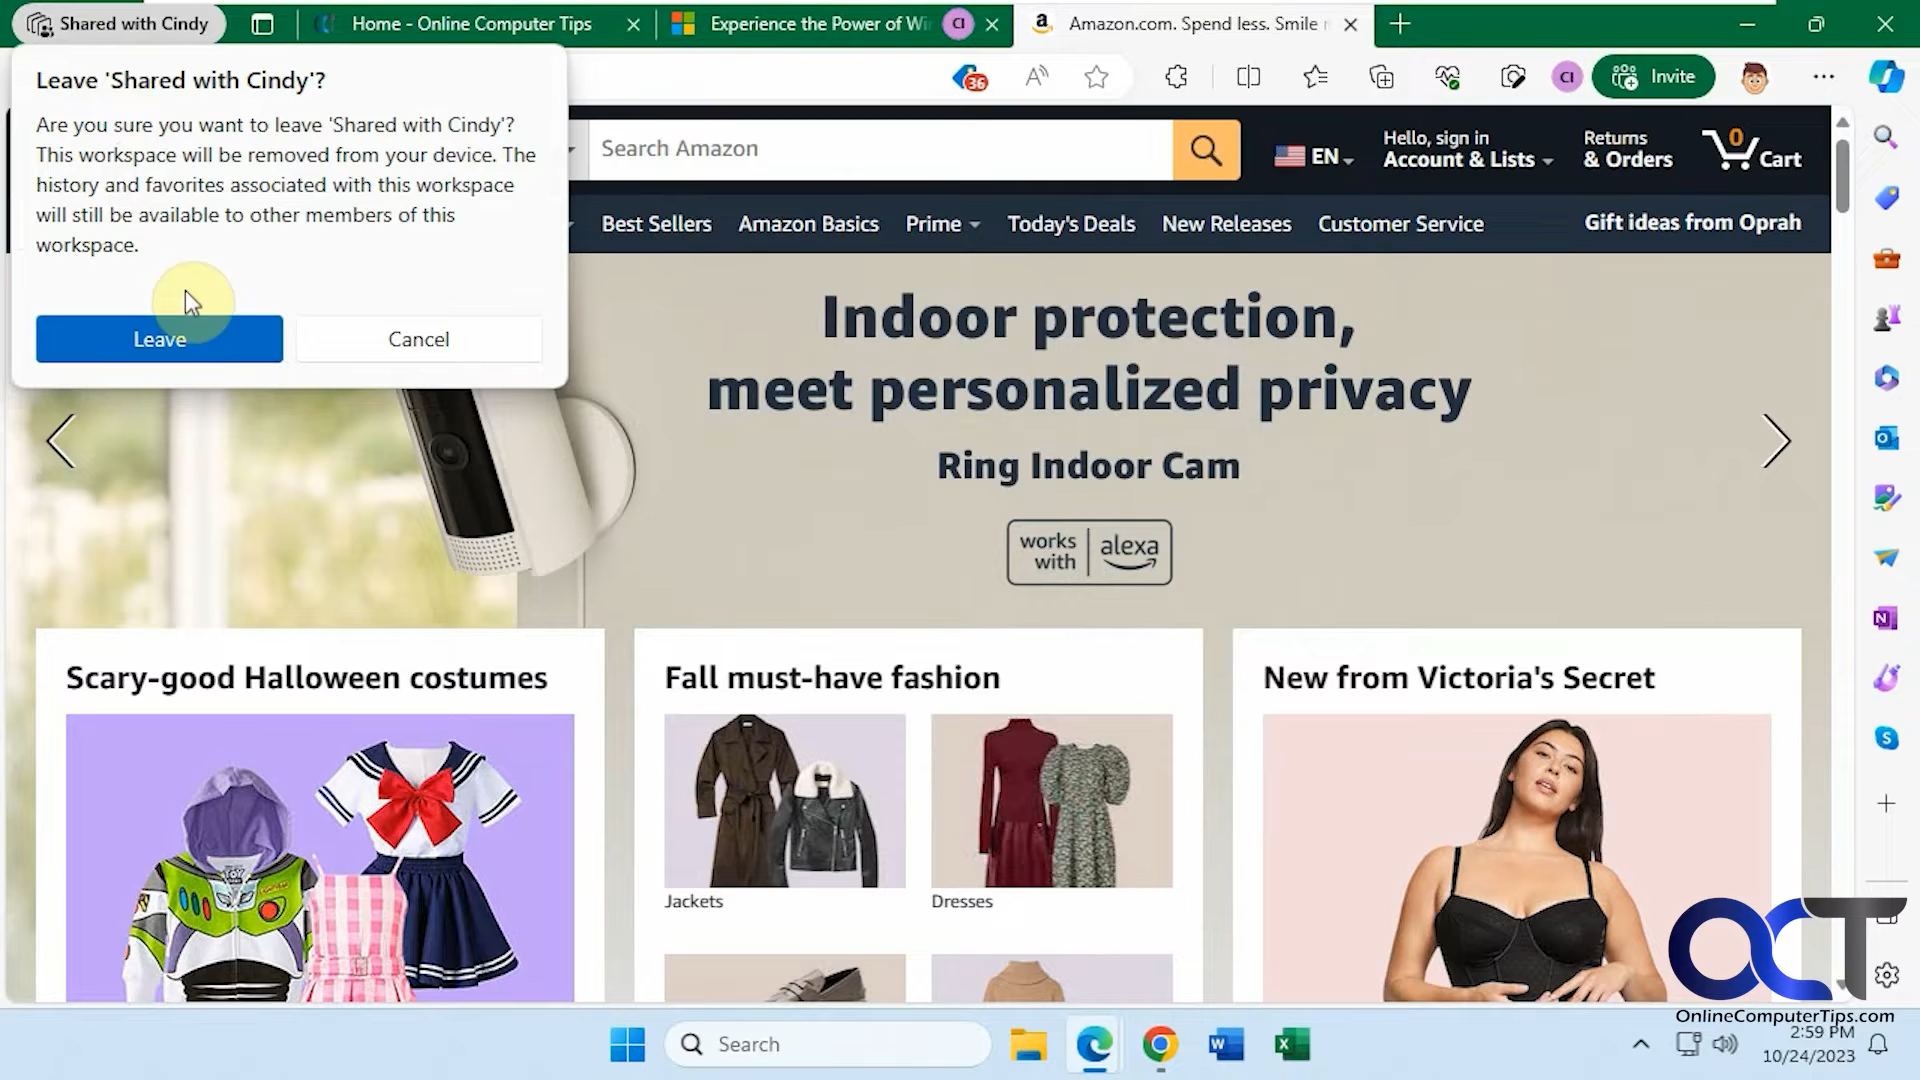 Shared with Cindy
Home - Online Computer Tips
Experience the Power of Wi
CI
Amazon.com. Spend less. Smile
Leave 'Shared with Cindy'?
Are you sure you want to leave 'Shared with Cindy'?
This workspace will be removed from your device. The
history and favorites associated with this workspace
will still be available to other members of this
workspace.
Leave
Cancel
36
CI
Invite
Search Amazon
EN
Hello, sign in
Account & Lists
Returns
& Orders
0
Cart
Best Sellers
Amazon Basics
Prime
Today's Deals
New Releases
Customer Service
Gift ideas from Oprah
Indoor protection,
meet personalized privacy
Ring Indoor Cam
works
with
alexa
Scary-good Halloween costumes
Fall must-have fashion
New from Victoria's Secret
Jackets
Dresses
OCT
OnlineComputerTips.com
Search
2:59 PM
10/24/2023